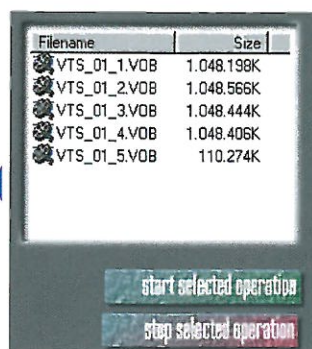 Filename Size
VTS_01_1.VOB 1.048.198K
VTS_01_2.VOB 1.048.566K
VTS_01_3.VOB 1.048.444K
VTS_01_4.VOB 1.048.406K
VTS_01_5.VOB 110.274K
start selected operation
stop selected operation